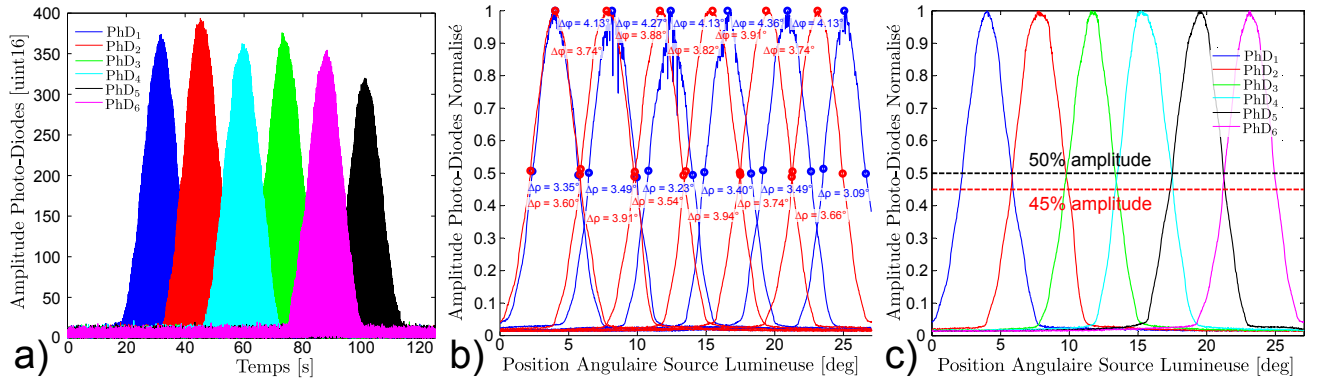 Amplitude Photo-Diodes [uint16]
400
350
300
250
200
150
100
50
0
PhD1
PhD2
PhD3
PhD4
PhD5
PhD6
0 20 40 60 80 100 120
Temps [s]
a)
Amplitude Photo-Diodes Normalisé
1
0.9
0.8
0.7
0.6
0.5
0.4
0.3
0.2
0.1
0
Δφ = 4.13° Δφ = 4.27° Δφ = 4.13° Δφ = 4.36° Δφ = 4.13°
Δφ = 3.74° Δφ = 3.88° Δφ = 3.82° Δφ = 3.91° Δφ = 3.74°
Δρ = 3.35° Δρ = 3.49° Δρ = 3.23° Δρ = 3.40° Δρ = 3.49° Δρ = 3.09°
Δρ = 3.60° Δρ = 3.91° Δρ = 3.54° Δρ = 3.94° Δρ = 3.74° Δρ = 3.66°
0 5 10 15 20 25
Position Angulaire Source Lumineuse [deg]
b)
Amplitude Photo-Diodes Normalisé
1
0.9
0.8
0.7
0.6
0.5
0.4
0.3
0.2
0.1
0
PhD1
PhD2
PhD3
PhD4
PhD5
PhD6
50% amplitude
45% amplitude
0 5 10 15 20 25
Position Angulaire Source Lumineuse [deg]
c)